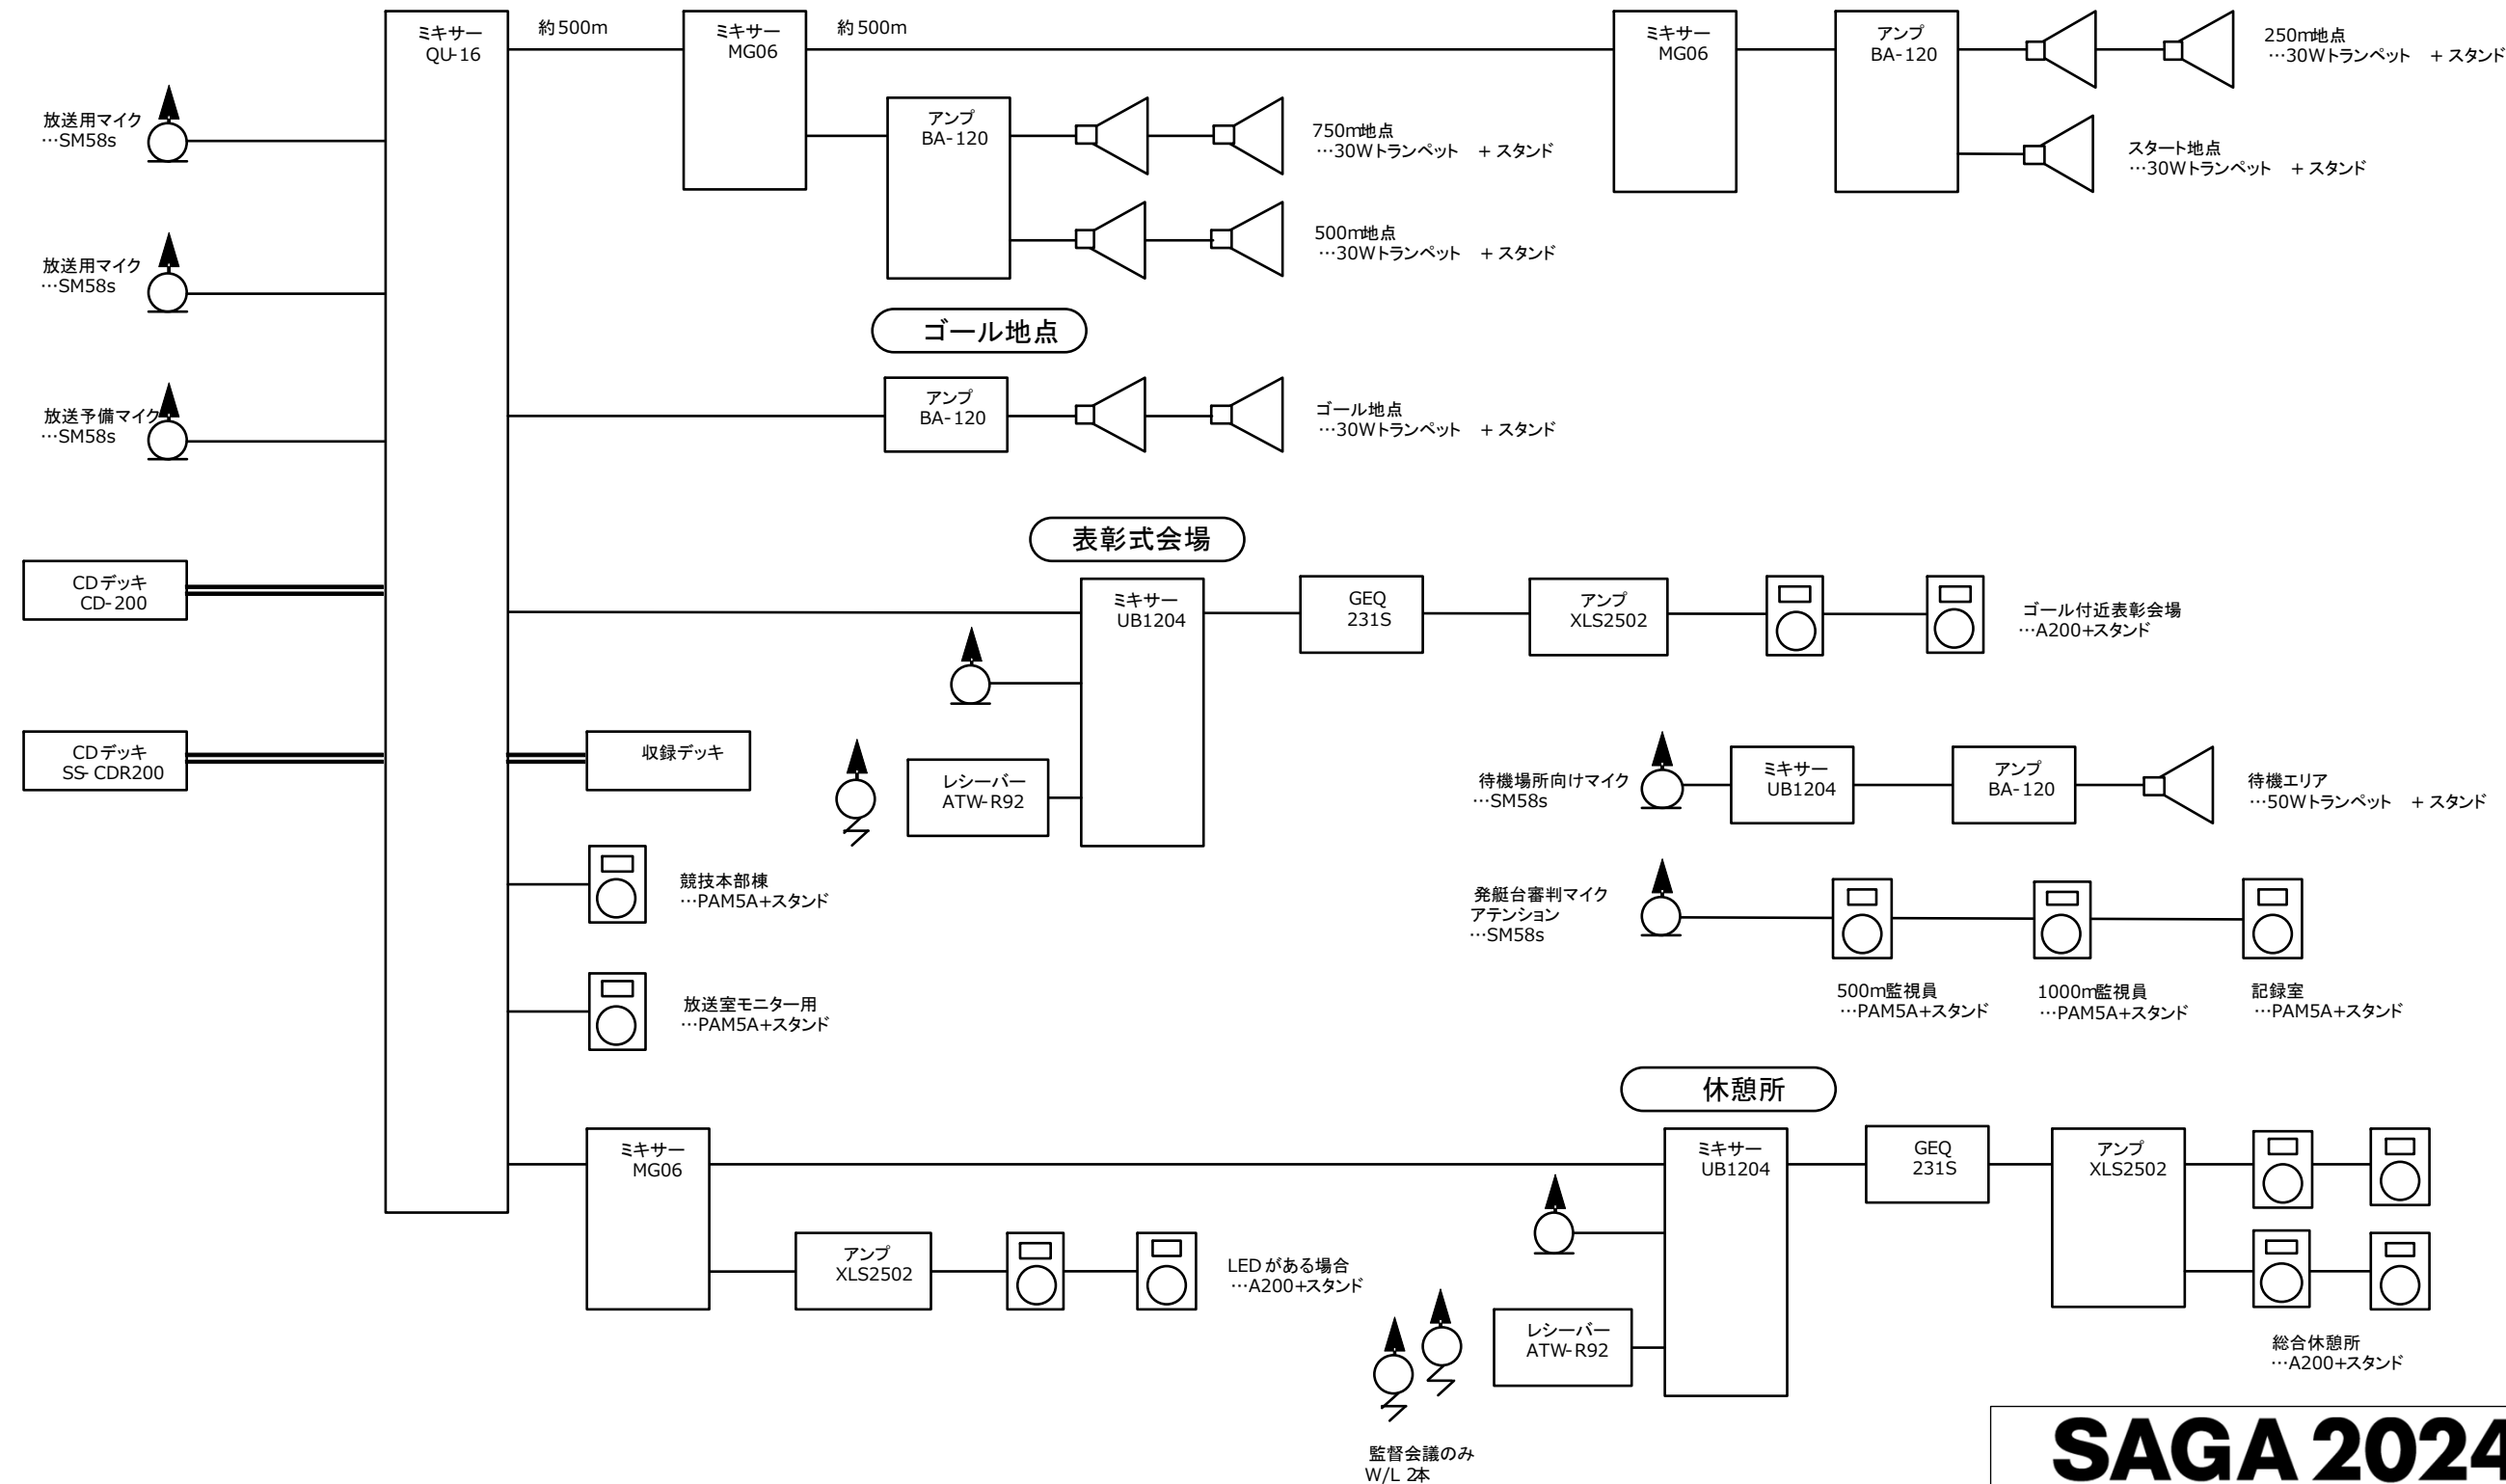 ミキサー
QU-16
約500m
ミキサー
MG06
約500m
ミキサー
MG06
アンプ
BA-120
250m地点
…30Wトランペット　+ スタンド
放送用マイク
…SM58s
アンプ
BA-120
750m地点
…30Wトランペット　+ スタンド
スタート地点
…30Wトランペット　+ スタンド
放送用マイク
…SM58s
500m地点
…30Wトランペット　+ スタンド
ゴール地点
放送予備マイク
…SM58s
アンプ
BA-120
ゴール地点
…30Wトランペット　+ スタンド
表彰式会場
CDデッキ
CD-200
ミキサー
UB1204
GEQ
231S
アンプ
XLS2502
ゴール付近表彰会場
…A200+スタンド
CDデッキ
SS-CDR200
収録デッキ
レシーバー
ATW-R92
待機場所向けマイク
…SM58s
ミキサー
UB1204
アンプ
BA-120
待機エリア
…50Wトランペット　+ スタンド
競技本部棟
…PAM5A+スタンド
発艇台審判マイク
アテンション
…SM58s
放送室モニター用
…PAM5A+スタンド
500m監視員
…PAM5A+スタンド
1000m監視員
…PAM5A+スタンド
記録室
…PAM5A+スタンド
休憩所
ミキサー
MG06
ミキサー
UB1204
GEQ
231S
アンプ
XLS2502
アンプ
XLS2502
LEDがある場合
…A200+スタンド
レシーバー
ATW-R92
総合休憩所
…A200+スタンド
監督会議のみ
W/L 2本
SAGA 2024